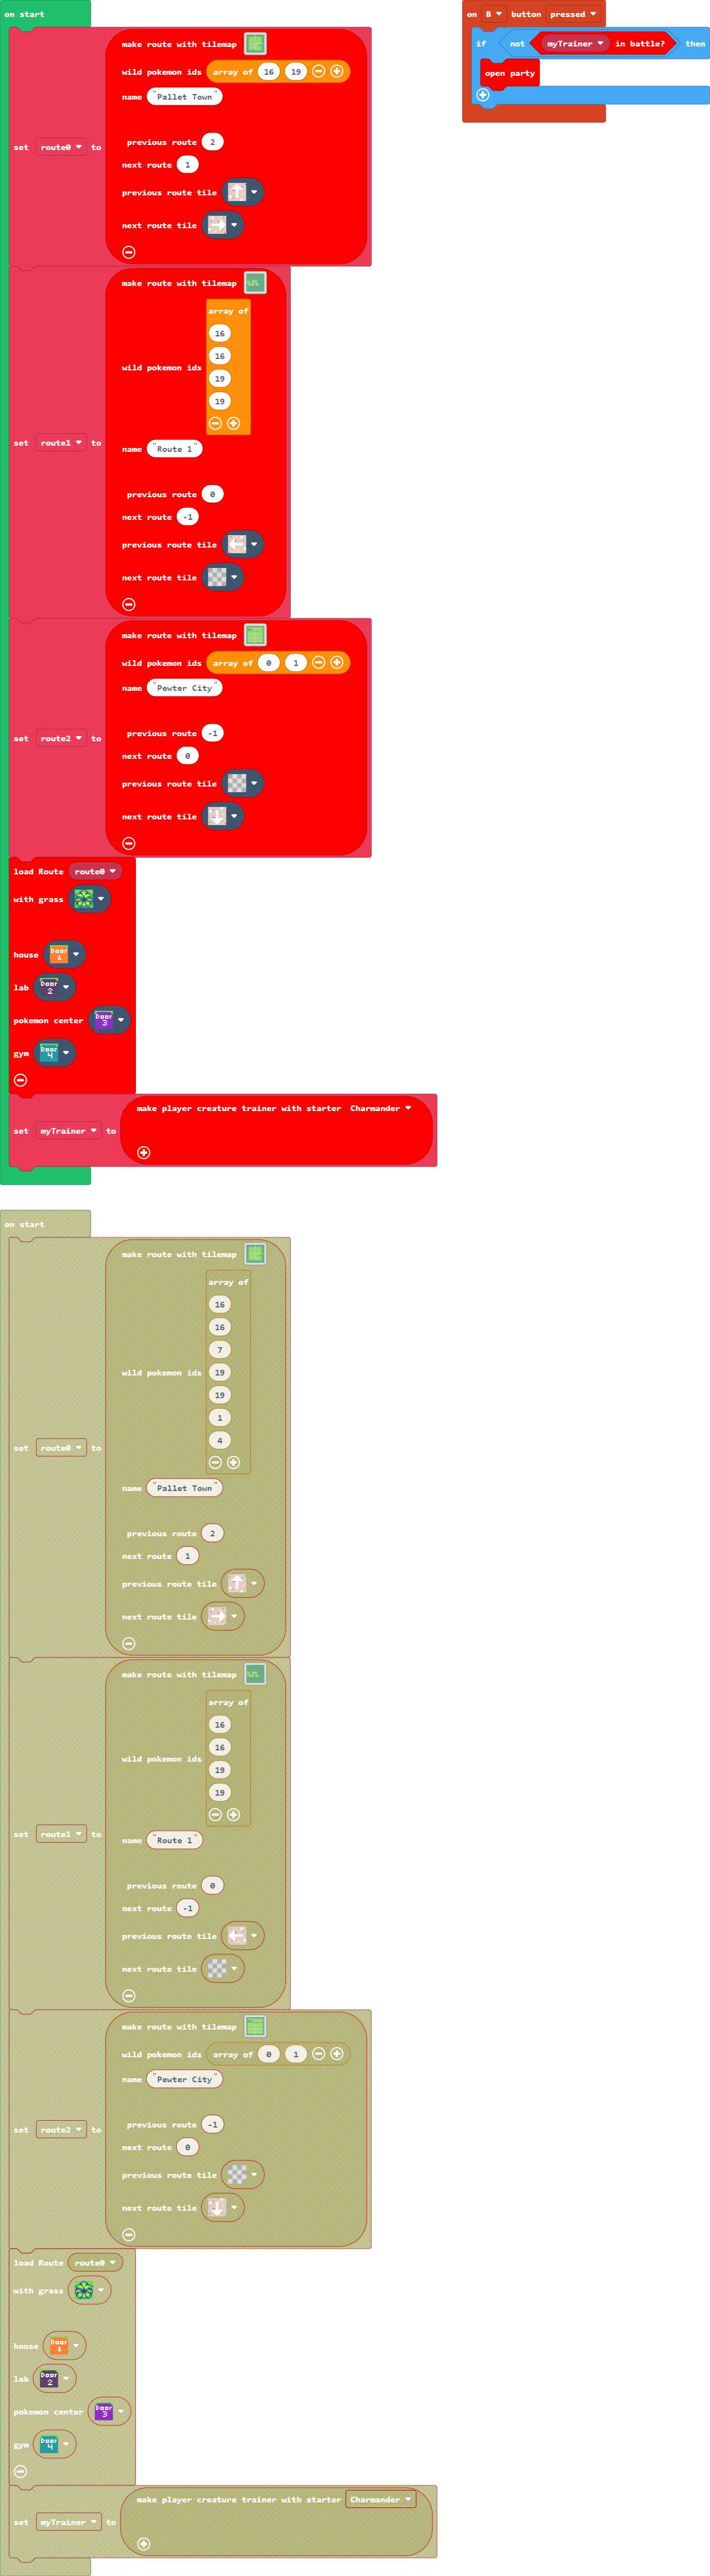 on start
make route with tilemap
wild pokemon ids array of 16 19
name "Pallet Town"
previous route 2
set route0 to
next route 1
previous route tile
next route tile
make route with tilemap
array of
16
16
wild pokemon ids
19
19
set route1 to
name "Route 1"
previous route 0
next route -1
previous route tile
next route tile
make route with tilemap
wild pokemon ids array of 0 1
name "Pewter City"
previous route -1
set route2 to
next route 0
previous route tile
next route tile
load Route route0
with grass
house Door 1
lab Door 2
pokemon center Door 3
gym Door 4
make player creature trainer with starter Charmander
set myTrainer to
on B button pressed
if not myTrainer in battle? then
open party
on start
make route with tilemap
array of
16
16
7
wild pokemon ids 19
19
1
4
set route0 to
name "Pallet Town"
previous route 2
next route 1
previous route tile
next route tile
make route with tilemap
array of
16
16
wild pokemon ids
19
19
set route1 to
name "Route 1"
previous route 0
next route -1
previous route tile
next route tile
make route with tilemap
wild pokemon ids array of 0 1
name "Pewter City"
previous route -1
set route2 to
next route 0
previous route tile
next route tile
load Route route0
with grass
house Door 1
lab Door 2
pokemon center Door 3
gym Door 4
make player creature trainer with starter Charmander
set myTrainer to